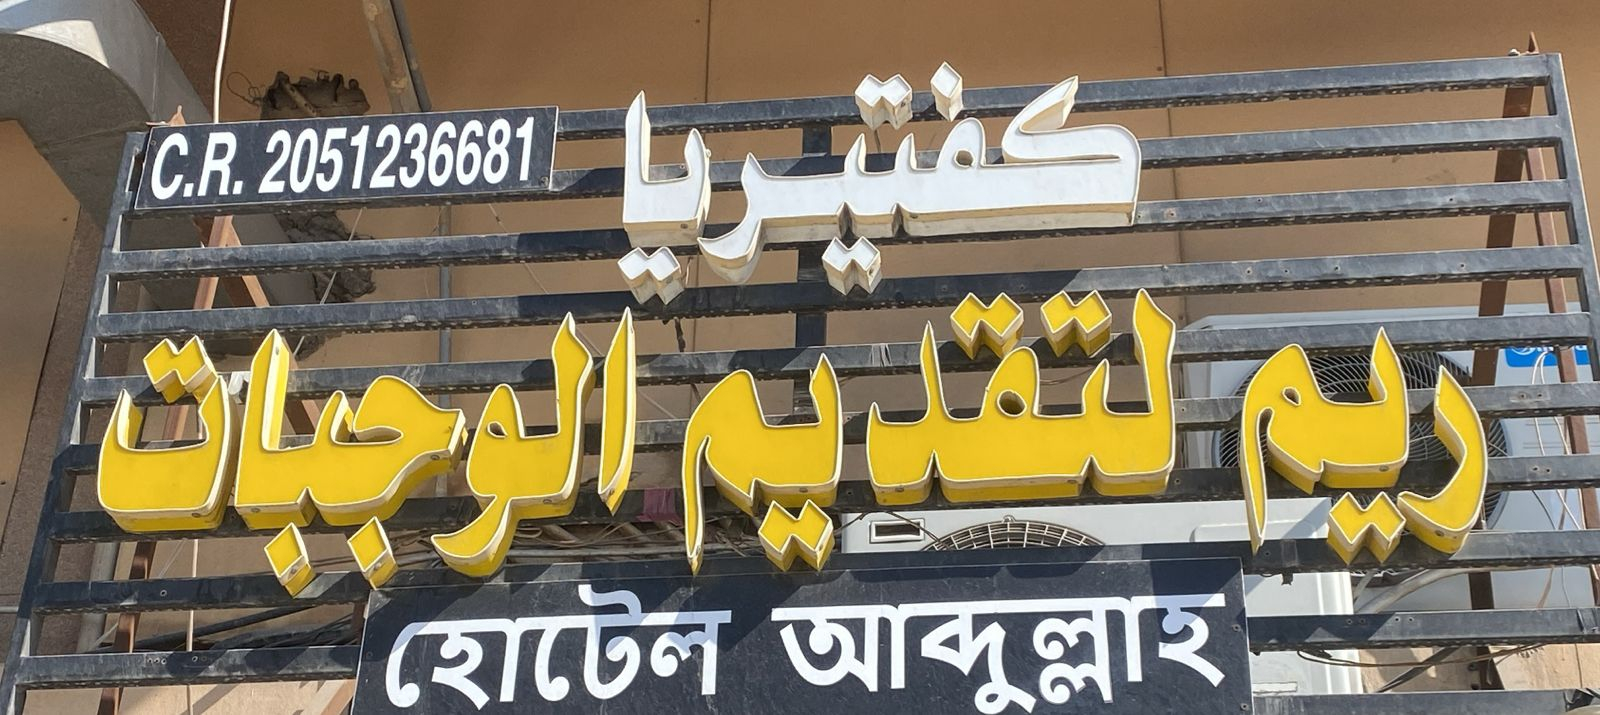 C.R. 2051236681
كفتيريا
ريم لتقديم الوجبات
হোটেল আব্দুল্লাহ